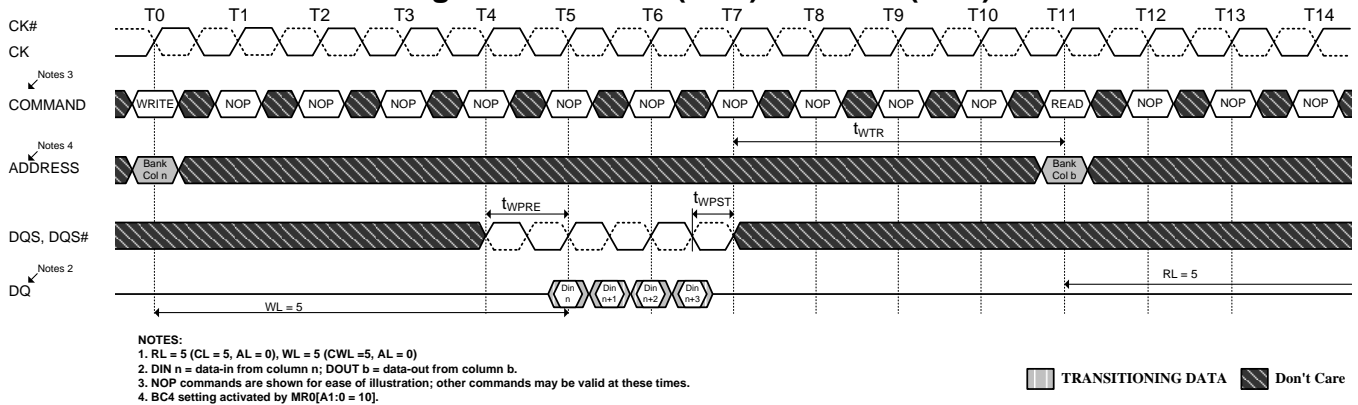 T0 T1 T2 T3 T4 T5 T6 T7 T8 T9 T10 T11 T12 T13 T14
CK#
CK
Notes 3
COMMAND
WRITE NOP NOP NOP NOP NOP NOP NOP NOP NOP NOP READ NOP NOP NOP
tWTR
Notes 4
ADDRESS
Bank
Col n
Bank
Col b
tWPRE
tWPST
DQS, DQS#
Notes 2
DQ
Din
n
Din
n+1
Din
n+2
Din
n+3
RL = 5
WL = 5
NOTES:
1. RL = 5 (CL = 5, AL = 0), WL = 5 (CWL =5, AL = 0)
2. DIN n = data-in from column n; DOUT b = data-out from column b.
3. NOP commands are shown for ease of illustration; other commands may be valid at these times.
4. BC4 setting activated by MR0[A1:0 = 10].
TRANSITIONING DATA
Don't Care